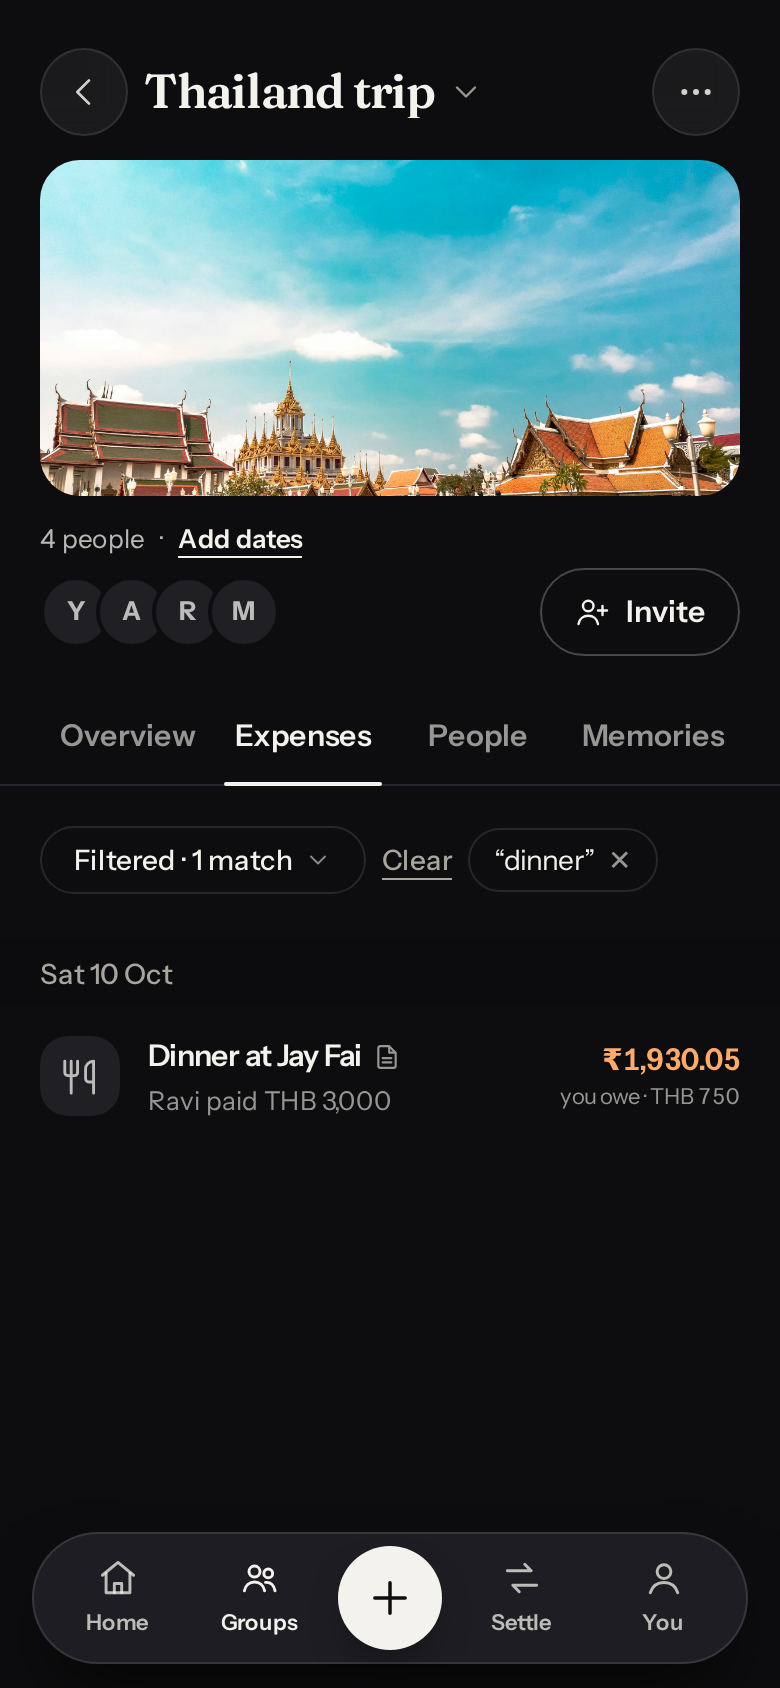 Thailand trip
4 people · Add dates
Y A R M
Invite
Overview Expenses People Memories
Filtered · 1 match Clear “dinner” ✕
Sat 10 Oct
Dinner at Jay Fai ₹1,930.05
Ravi paid THB 3,000 you owe · THB 750
Home Groups + Settle You